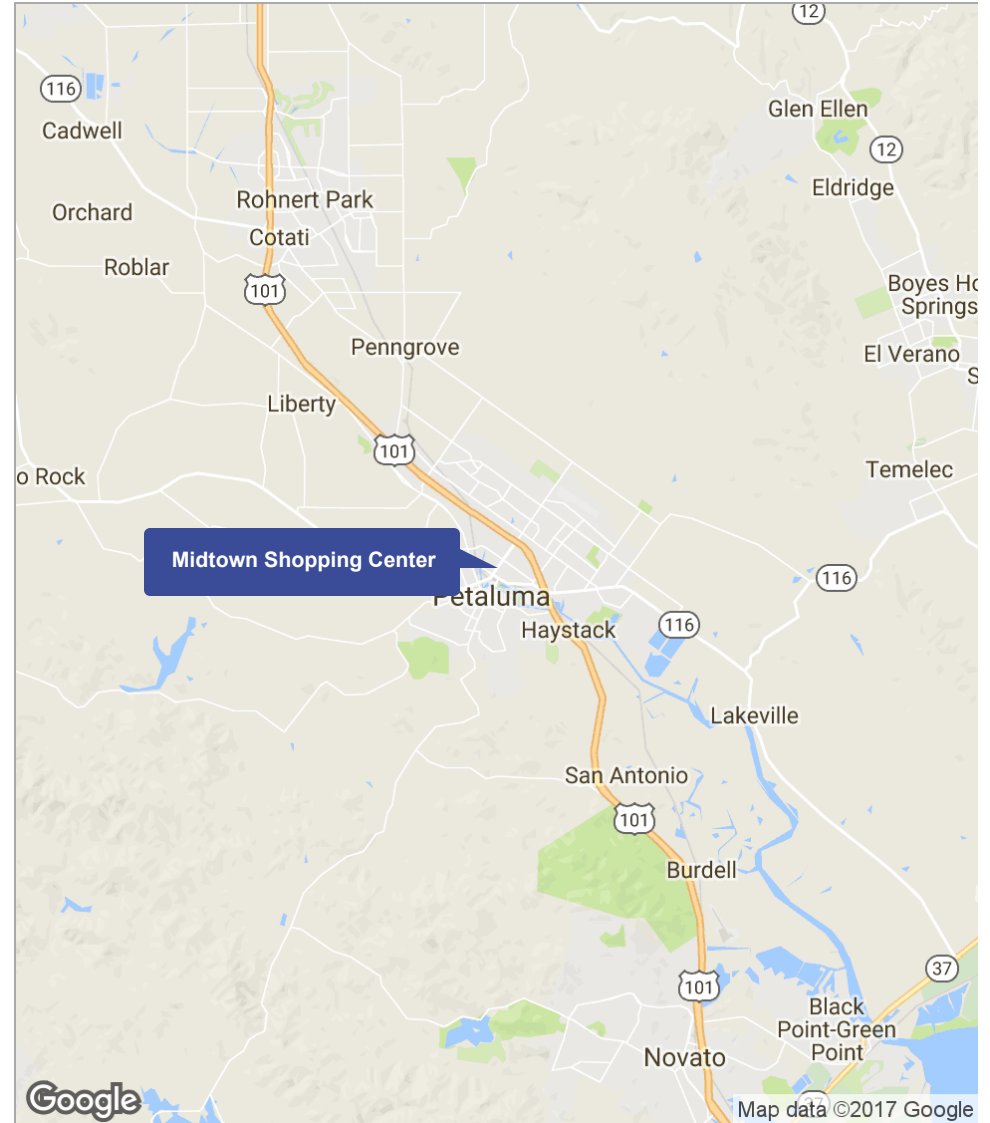 12
116
Glen Ellen
Cadwell
12
Eldridge
Rohnert Park
Orchard
Cotati
Roblar
101
Boyes Ho
Springs
Penngrove
El Verano
S
Liberty
101
o Rock
Temelec
Midtown Shopping Center
116
Petaluma
Haystack
116
Lakeville
San Antonio
101
Burdell
37
101
Black
Point-Green
Point
Novato
37
Google
Map data ©2017 Google